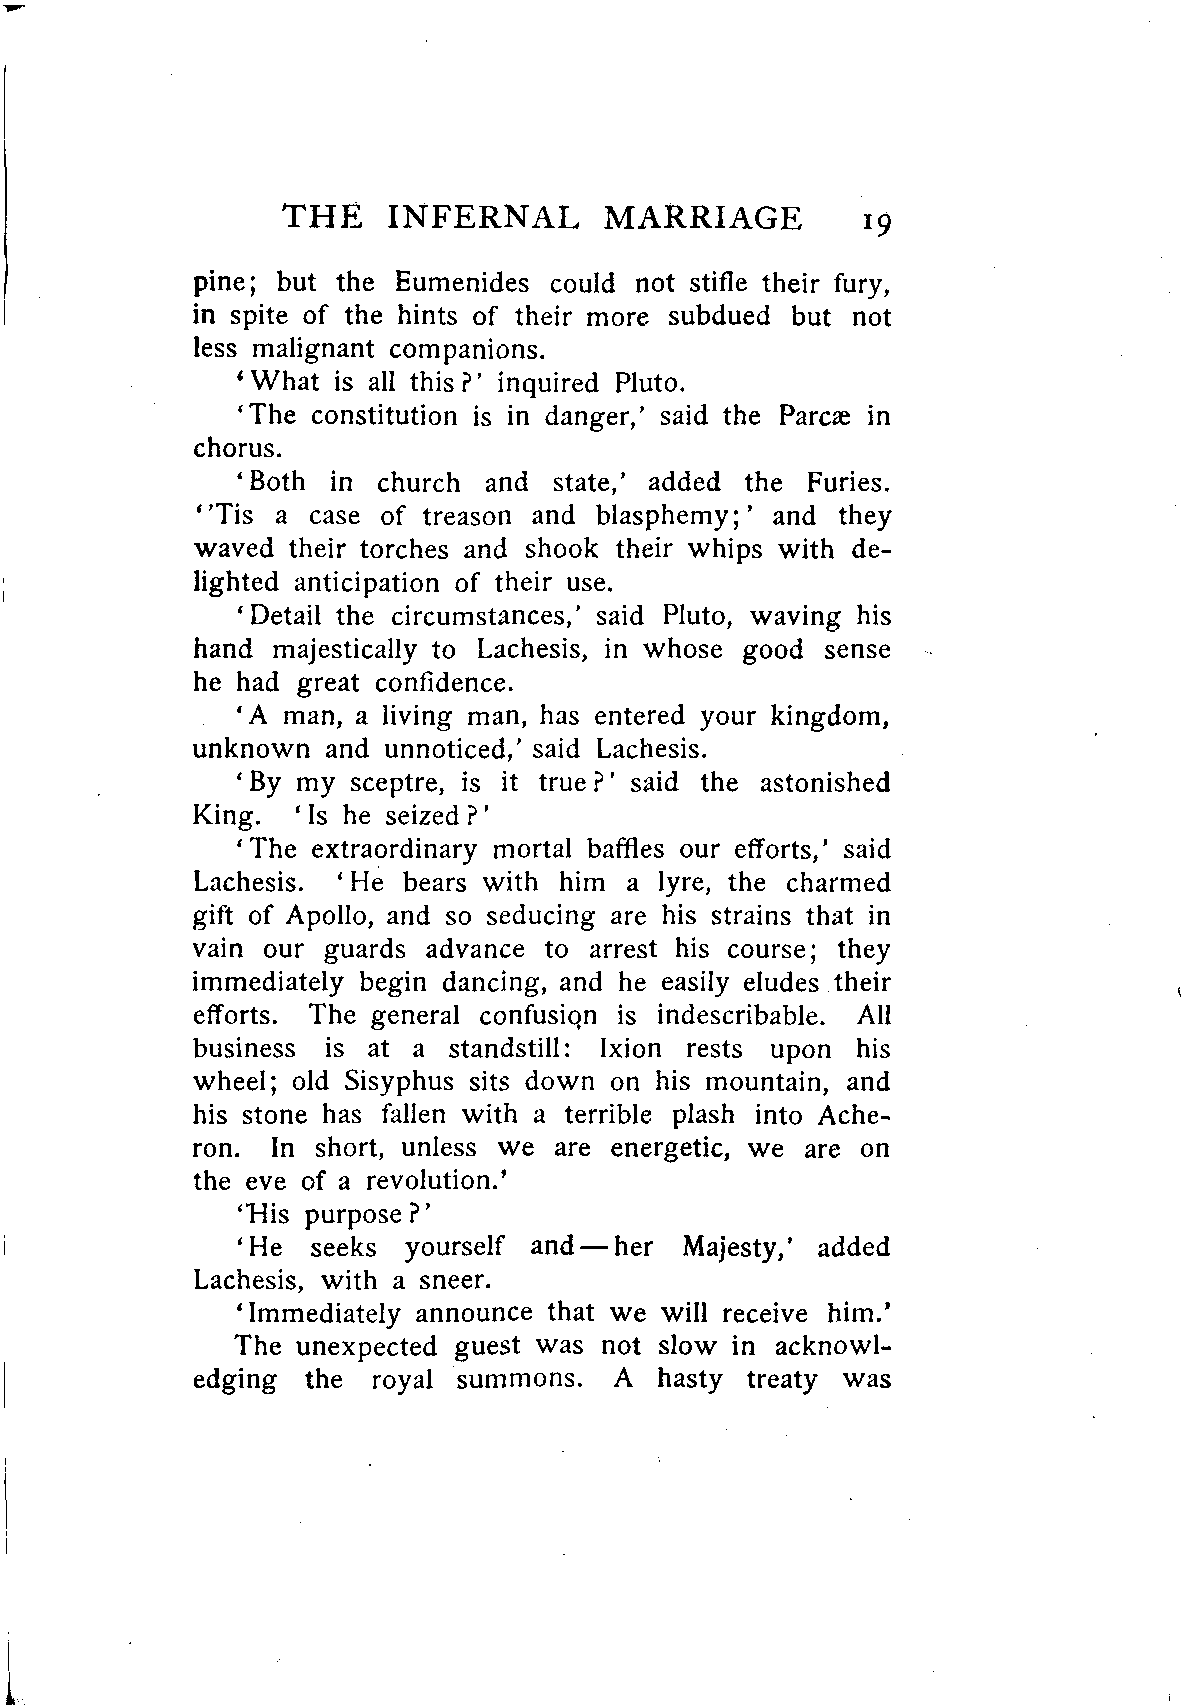 THE INFERNAL MARRIAGE 19
pine; but the Eumenides could not stifle their fury,
in spite of the hints of their more subdued but not
less malignant companions.
‘What is all this?’ inquired Pluto.
‘The constitution is in danger,’ said the Parcæ in
chorus.
‘Both in church and state,’ added the Furies.
‘’Tis a case of treason and blasphemy;’ and they
waved their torches and shook their whips with de-
lighted anticipation of their use.
‘Detail the circumstances,’ said Pluto, waving his
hand majestically to Lachesis, in whose good sense
he had great confidence.
‘A man, a living man, has entered your kingdom,
unknown and unnoticed,’ said Lachesis.
‘By my sceptre, is it true?’ said the astonished
King. ‘Is he seized?’
‘The extraordinary mortal baffles our efforts,’ said
Lachesis. ‘He bears with him a lyre, the charmed
gift of Apollo, and so seducing are his strains that in
vain our guards advance to arrest his course; they
immediately begin dancing, and he easily eludes their
efforts. The general confusion is indescribable. All
business is at a standstill: Ixion rests upon his
wheel; old Sisyphus sits down on his mountain, and
his stone has fallen with a terrible plash into Ache-
ron. In short, unless we are energetic, we are on
the eve of a revolution.’
‘His purpose?’
‘He seeks yourself and—her Majesty,’ added
Lachesis, with a sneer.
‘Immediately announce that we will receive him.’
The unexpected guest was not slow in acknowl-
edging the royal summons. A hasty treaty was